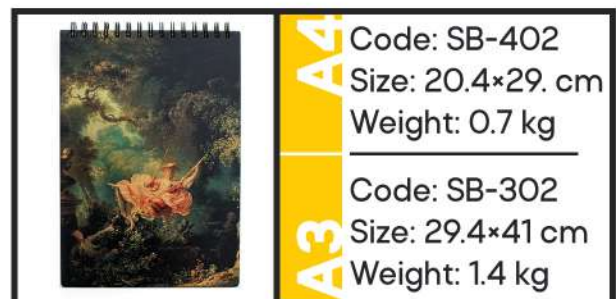 A4
Code: SB-402
Size: 20.4×29. cm
Weight: 0.7 kg
A3
Code: SB-302
Size: 29.4×41 cm
Weight: 1.4 kg